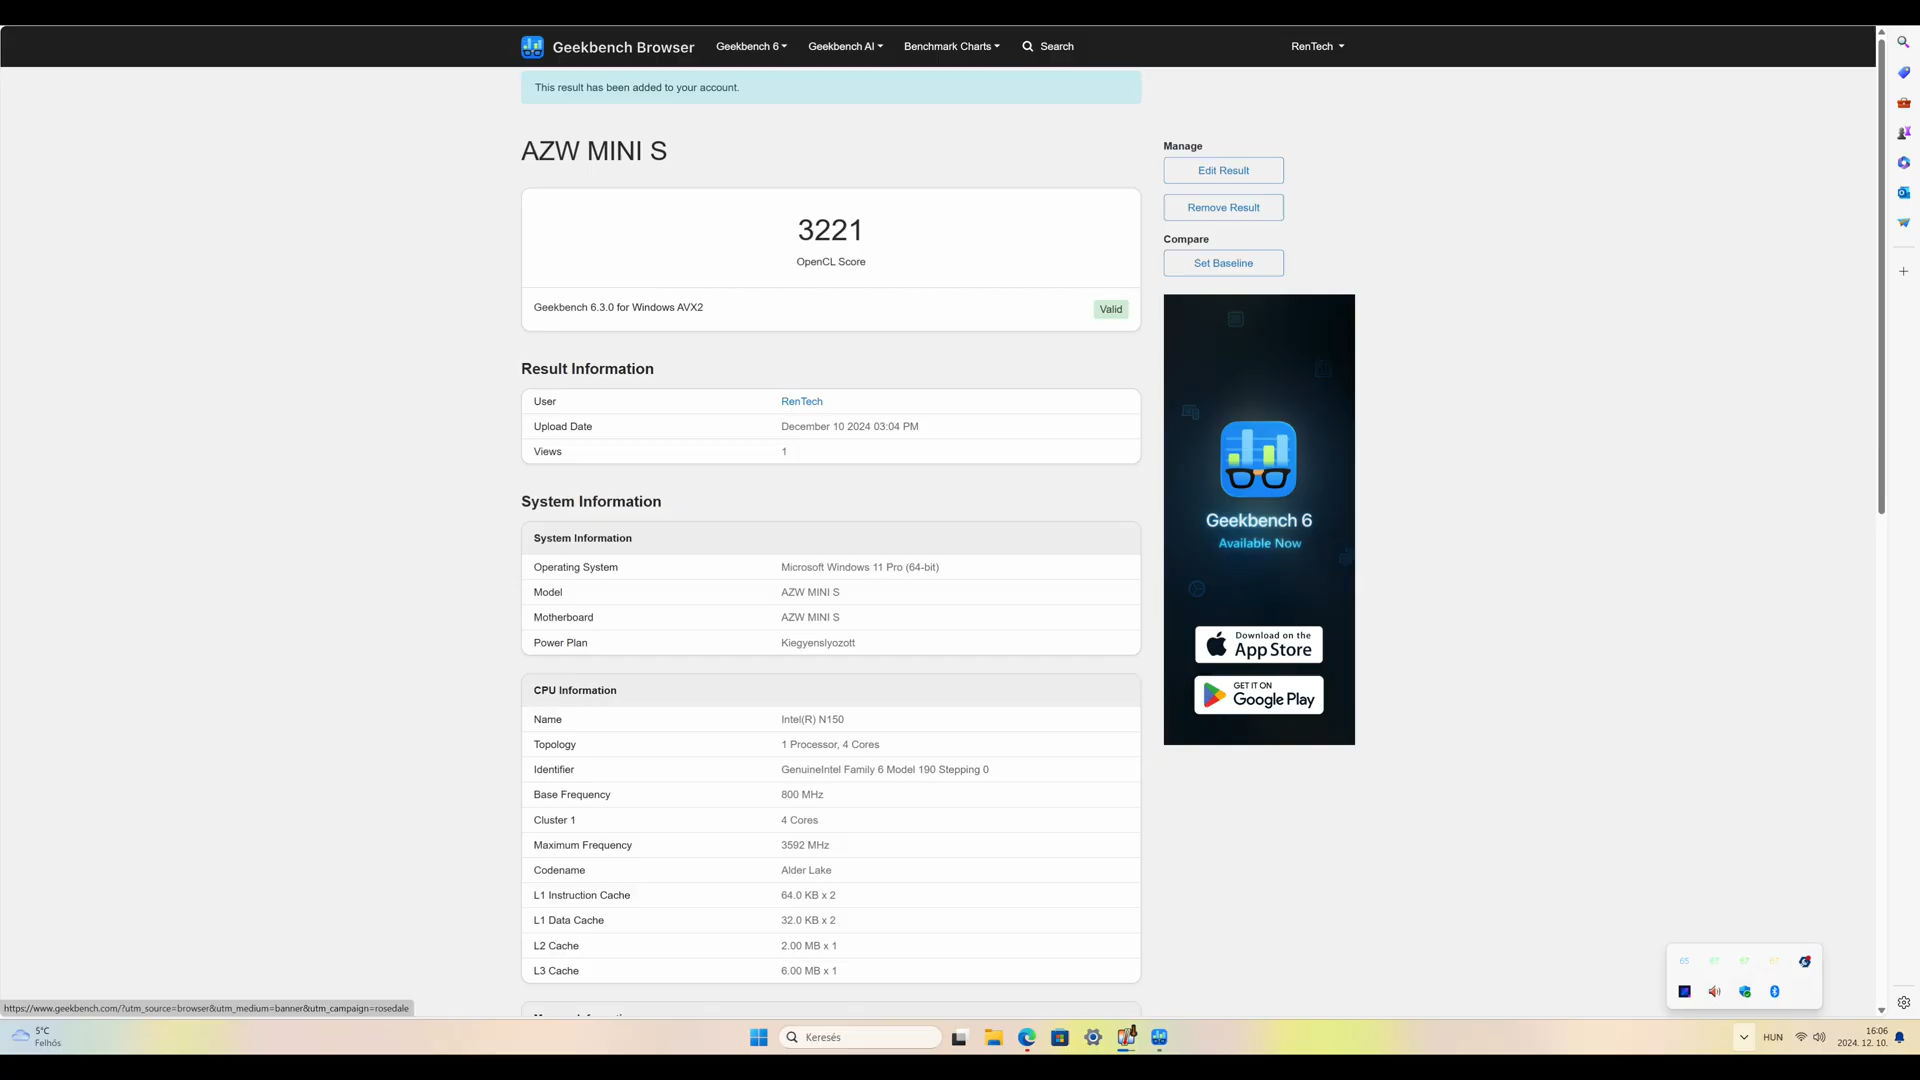 Geekbench Browser
Geekbench 6
Geekbench AI
Benchmark Charts
Search
RenTech
This result has been added to your account.
AZW MINI S
3221
OpenCL Score
Geekbench 6.3.0 for Windows AVX2
Valid
Result Information
User RenTech
Upload Date December 10 2024 03:04 PM
Views 1
System Information
System Information
Operating System Microsoft Windows 11 Pro (64-bit)
Model AZW MINI S
Motherboard AZW MINI S
Power Plan Kiegyenslyozott
CPU Information
Name Intel(R) N150
Topology 1 Processor, 4 Cores
Identifier GenuineIntel Family 6 Model 190 Stepping 0
Base Frequency 800 MHz
Cluster 1 4 Cores
Maximum Frequency 3592 MHz
Codename Alder Lake
L1 Instruction Cache 64.0 KB x 2
L1 Data Cache 32.0 KB x 2
L2 Cache 2.00 MB x 1
L3 Cache 6.00 MB x 1
Manage
Edit Result
Remove Result
Compare
Set Baseline
Geekbench 6
Available Now
Download on the
App Store
GET IT ON
Google Play
65
https://www.geekbench.com/?utm_source=browser&utm_medium=banner&utm_campaign=rosedale
5°C
Felhős
Keresés
HUN
16:06
2024. 12. 10.